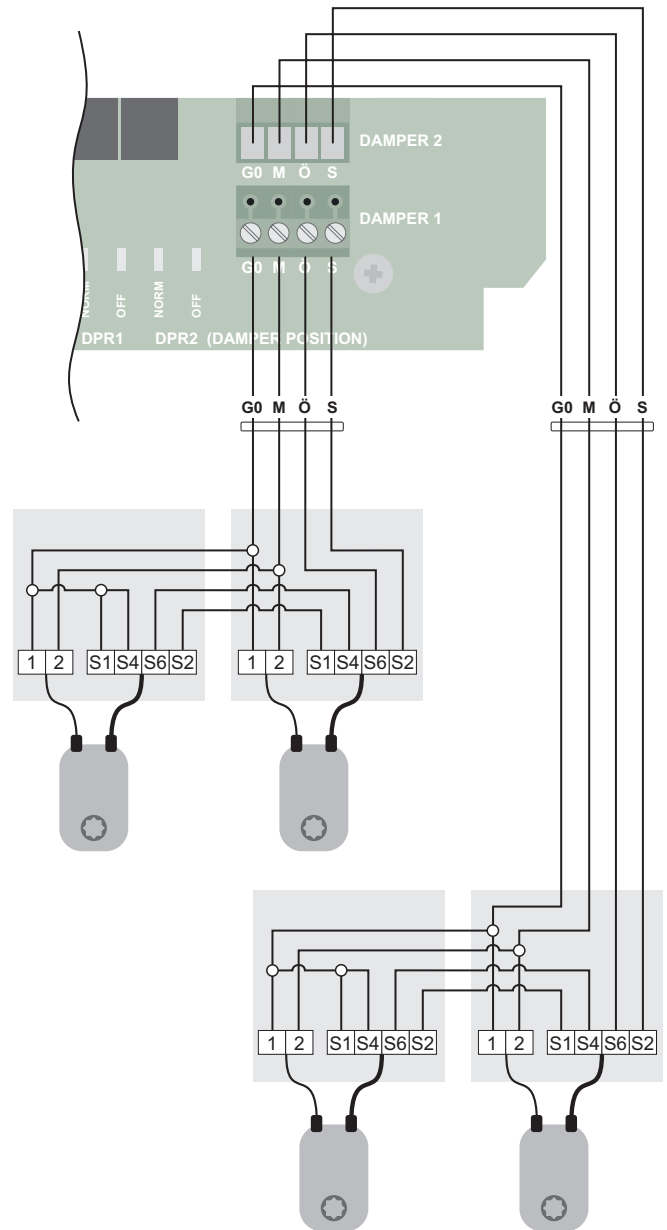 DAMPER 2
G0 M Ö S
DAMPER 1
G0 M Ö S
NORM OFF NORM OFF
DPR1 DPR2 (DAMPER POSITION)
G0 M Ö S G0 M Ö S
1 2 S1 S4 S6 S2 1 2 S1 S4 S6 S2
1 2 S1 S4 S6 S2 1 2 S1 S4 S6 S2